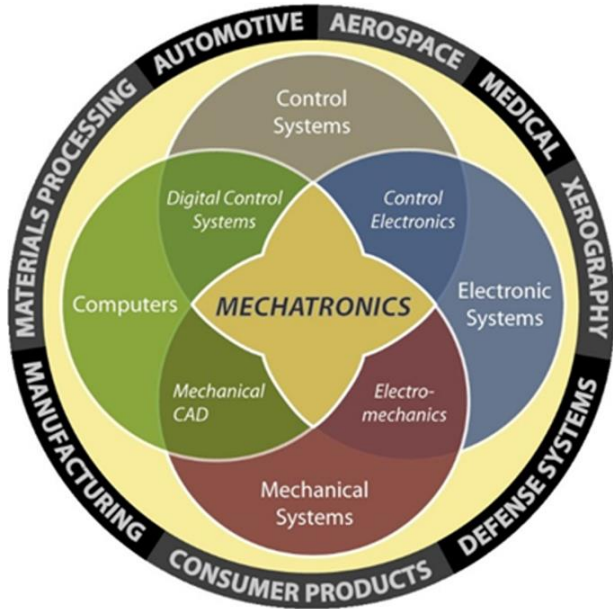 AUTOMOTIVE
AEROSPACE
MEDICAL
XEROGRAPHY
DEFENSE SYSTEMS
CONSUMER PRODUCTS
MANUFACTURING
MATERIALS PROCESSING
Control
Systems
Digital Control
Systems
Control
Electronics
Computers
MECHATRONICS
Electronic
Systems
Mechanical
CAD
Electro-
mechanics
Mechanical
Systems